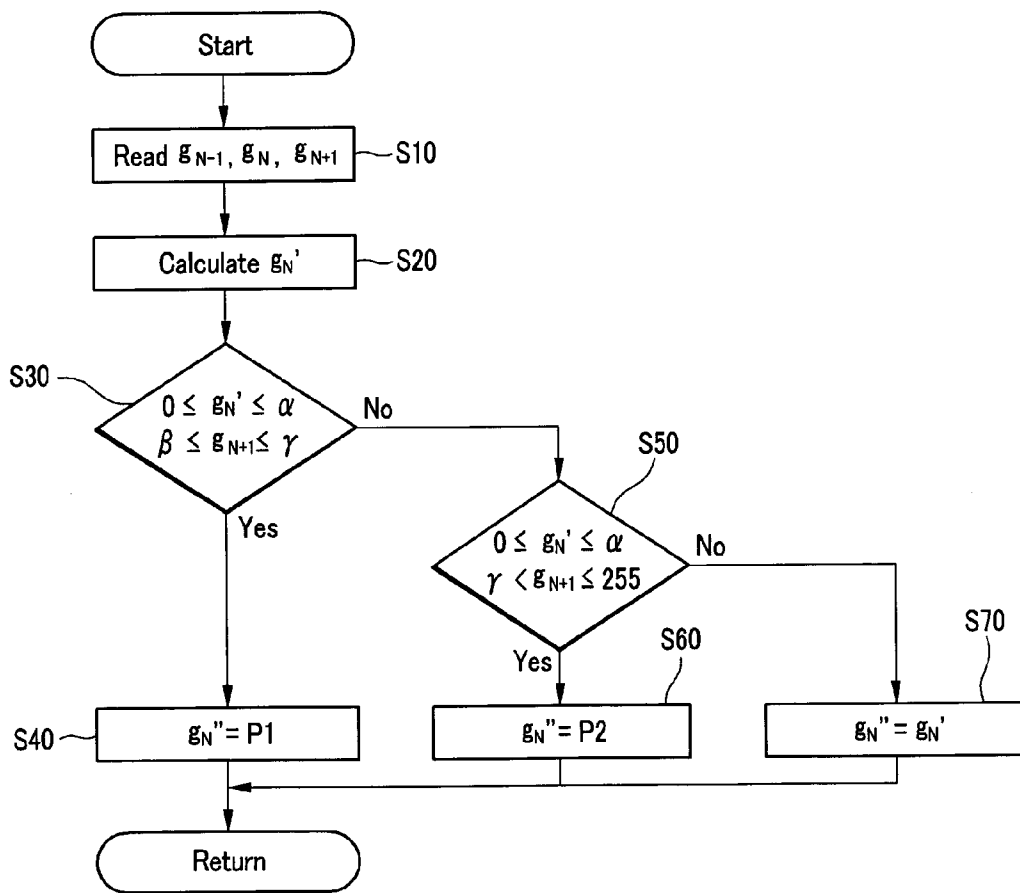 Start
Read g_{N-1}, g_N, g_{N+1}
S10
Calculate g_N'
S20
S30
0 ≤ g_N' ≤ α
β ≤ g_{N+1} ≤ γ
No
Yes
S50
0 ≤ g_N' ≤ α
γ < g_{N+1} ≤ 255
No
Yes
S40
g_N'' = P1
S60
g_N'' = P2
S70
g_N'' = g_N'
Return